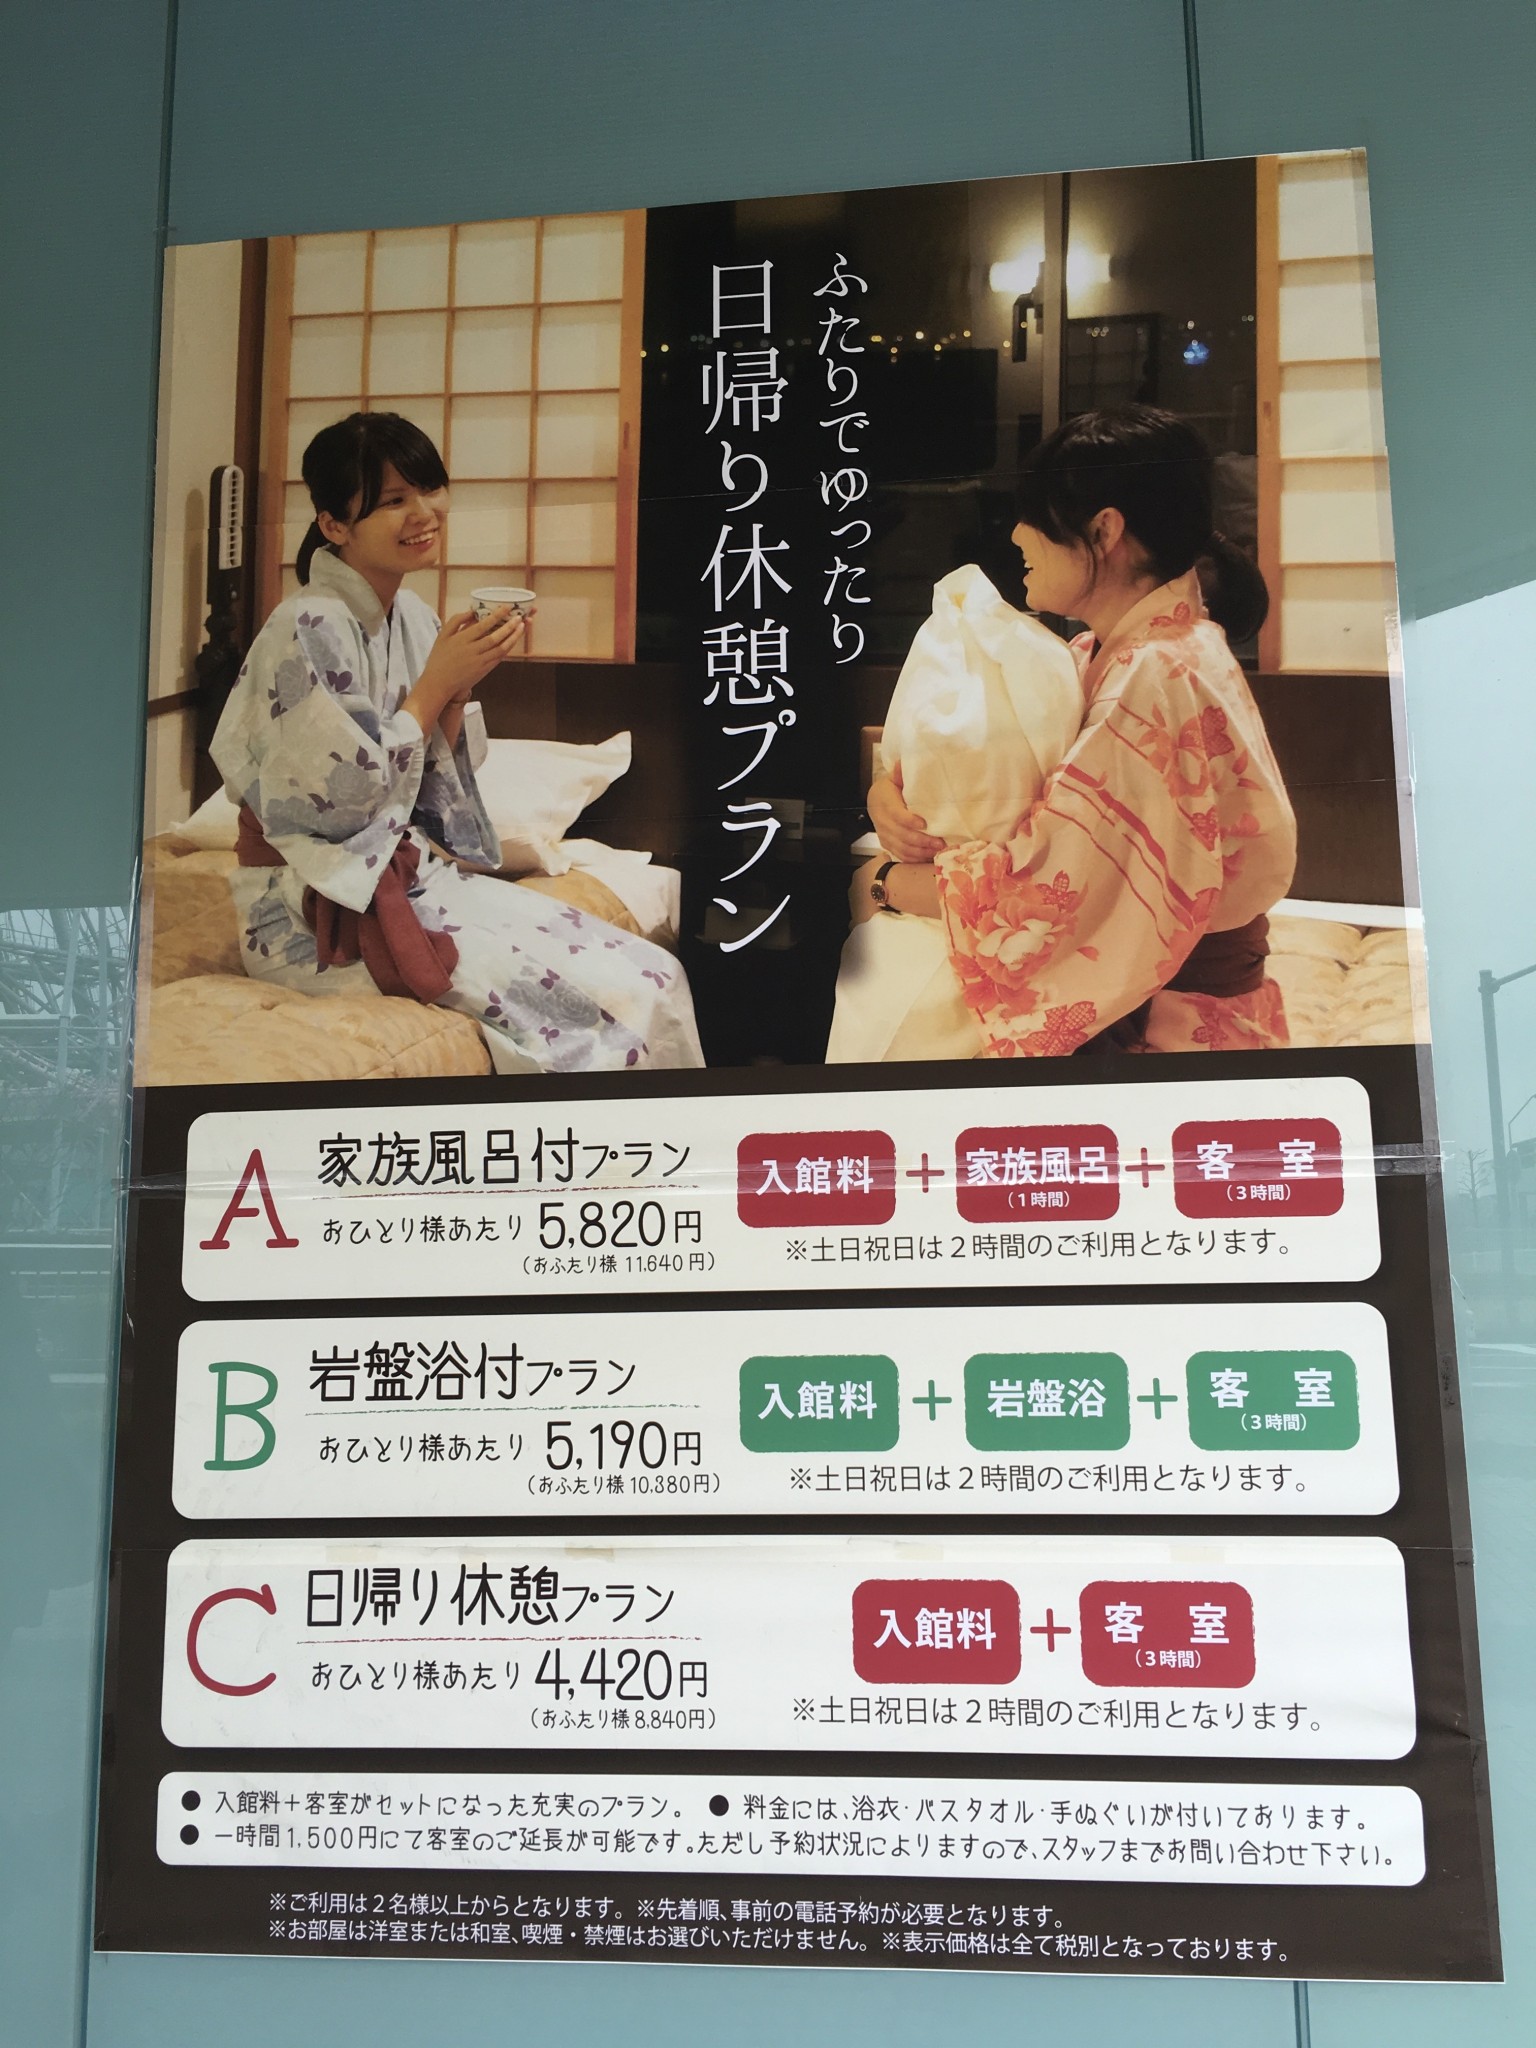 ふたりでゆったり
日帰り休憩プラン
A 家族風呂付プラン
おひとり様あたり 5,820円
(おふたり様 11,640円)
入館料 + 家族風呂 (1時間) + 客室 (3時間)
※土日祝日は2時間のご利用となります。
B 岩盤浴付プラン
おひとり様あたり 5,190円
(おふたり様 10,380円)
入館料 + 岩盤浴 + 客室 (3時間)
※土日祝日は2時間のご利用となります。
C 日帰り休憩プラン
おひとり様あたり 4,420円
(おふたり様 8,840円)
入館料 + 客室 (3時間)
※土日祝日は2時間のご利用となります。
● 入館料+客室がセットになった充実のプラン。 ● 料金には、浴衣・バスタオル・手ぬぐいが付いております。
● 一時間1,500円にて客室のご延長が可能です。ただし予約状況によりますので、スタッフまでお問い合わせ下さい。
※ご利用は2名様以上からとなります。※先着順、事前の電話予約が必要となります。
※お部屋は洋室または和室、喫煙・禁煙はお選びいただけません。※表示価格は全て税別となっております。